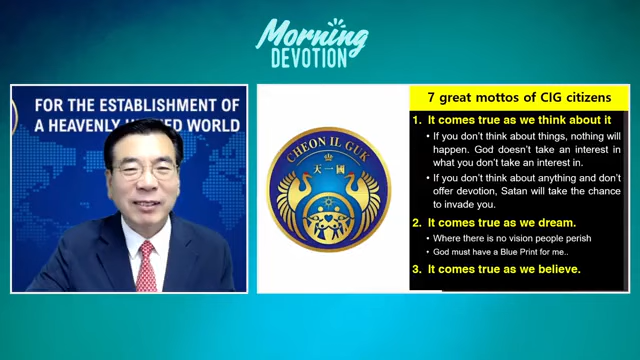 Morning
DEVOTION
FOR THE ESTABLISHMENT OF
A HEAVENLY WORLD
7 great mottos of CIG citizens
CHEON IL GUK
天一國
1. It comes true as we think about it
• If you don't think about things, nothing will
happen. God doesn't take an interest in
what you don't take an interest in.
• If you don't think about anything and don't
offer devotion, Satan will take the chance
to invade you.
2. It comes true as we dream.
• Where there is no vision people perish
• God must have a Blue Print for me..
3. It comes true as we believe.